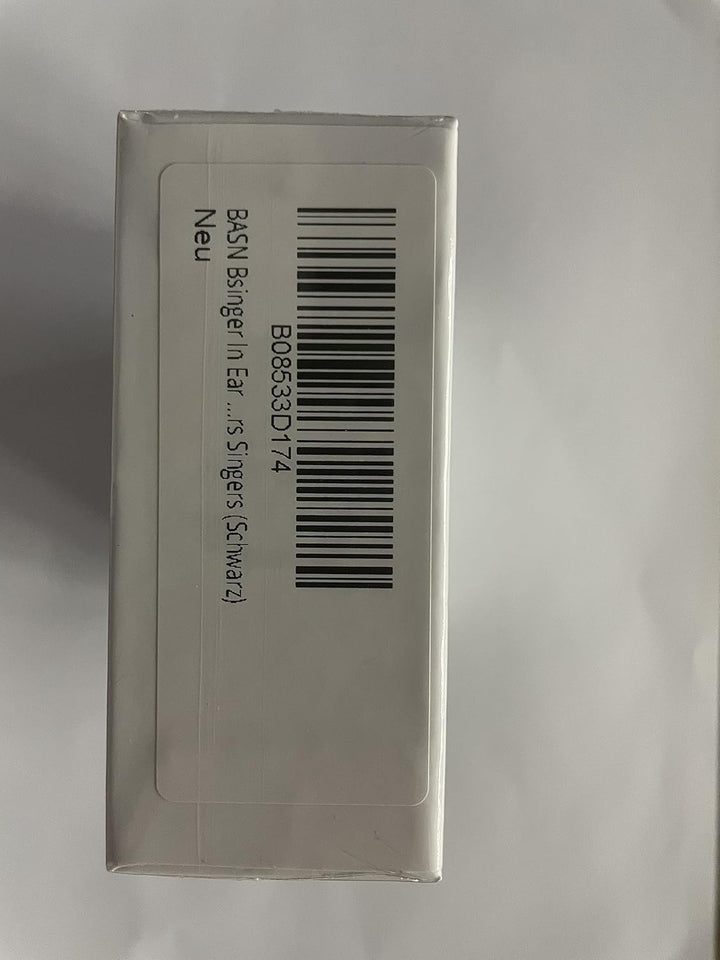 B08533D174
BASN Bsinger In Ear ...rs Singers (Schwarz)
Neu